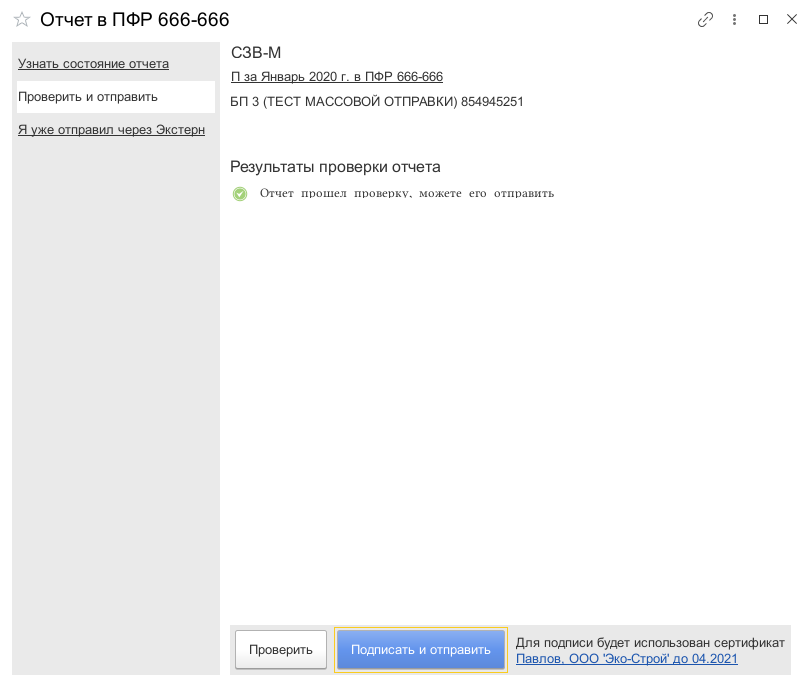 Отчет в ПФР 666-666
Узнать состояние отчета
Проверить и отправить
Я уже отправил через Экстерн
СЗВ-М
П за Январь 2020 г. в ПФР 666-666
БП 3 (ТЕСТ МАССОВОЙ ОТПРАВКИ) 854945251
Результаты проверки отчета
Отчет прошел проверку, можете его отправить
Проверить
Подписать и отправить
Для подписи будет использован сертификат
Павлов, ООО 'Эко-Строй' до 04.2021